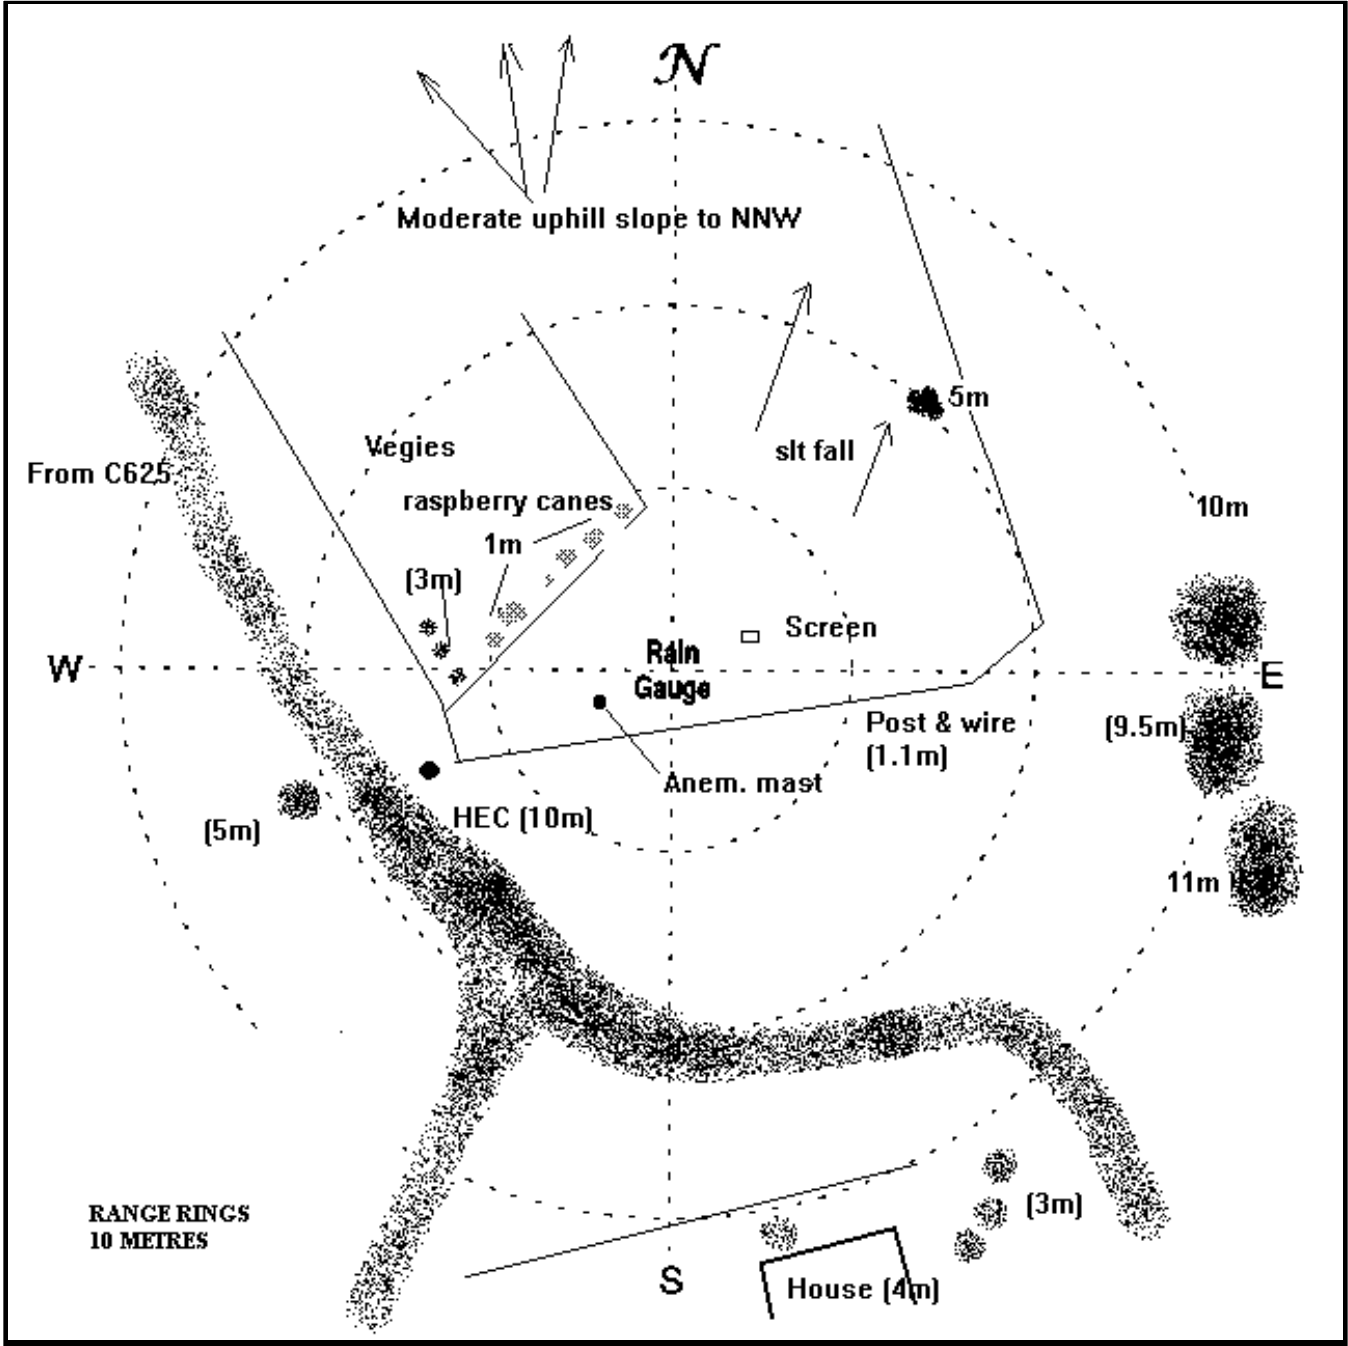 N
Moderate uphill slope to NNW
5m
Vegies
slt fall
From C625
raspberry canes
10m
1m
(3m)
Screen
Rain
Gauge
W
E
Post & wire
(1.1m)
(9.5m)
Anem. mast
HEC (10m)
(5m)
11m
(3m)
RANGE RINGS
10 METRES
S
House (4m)